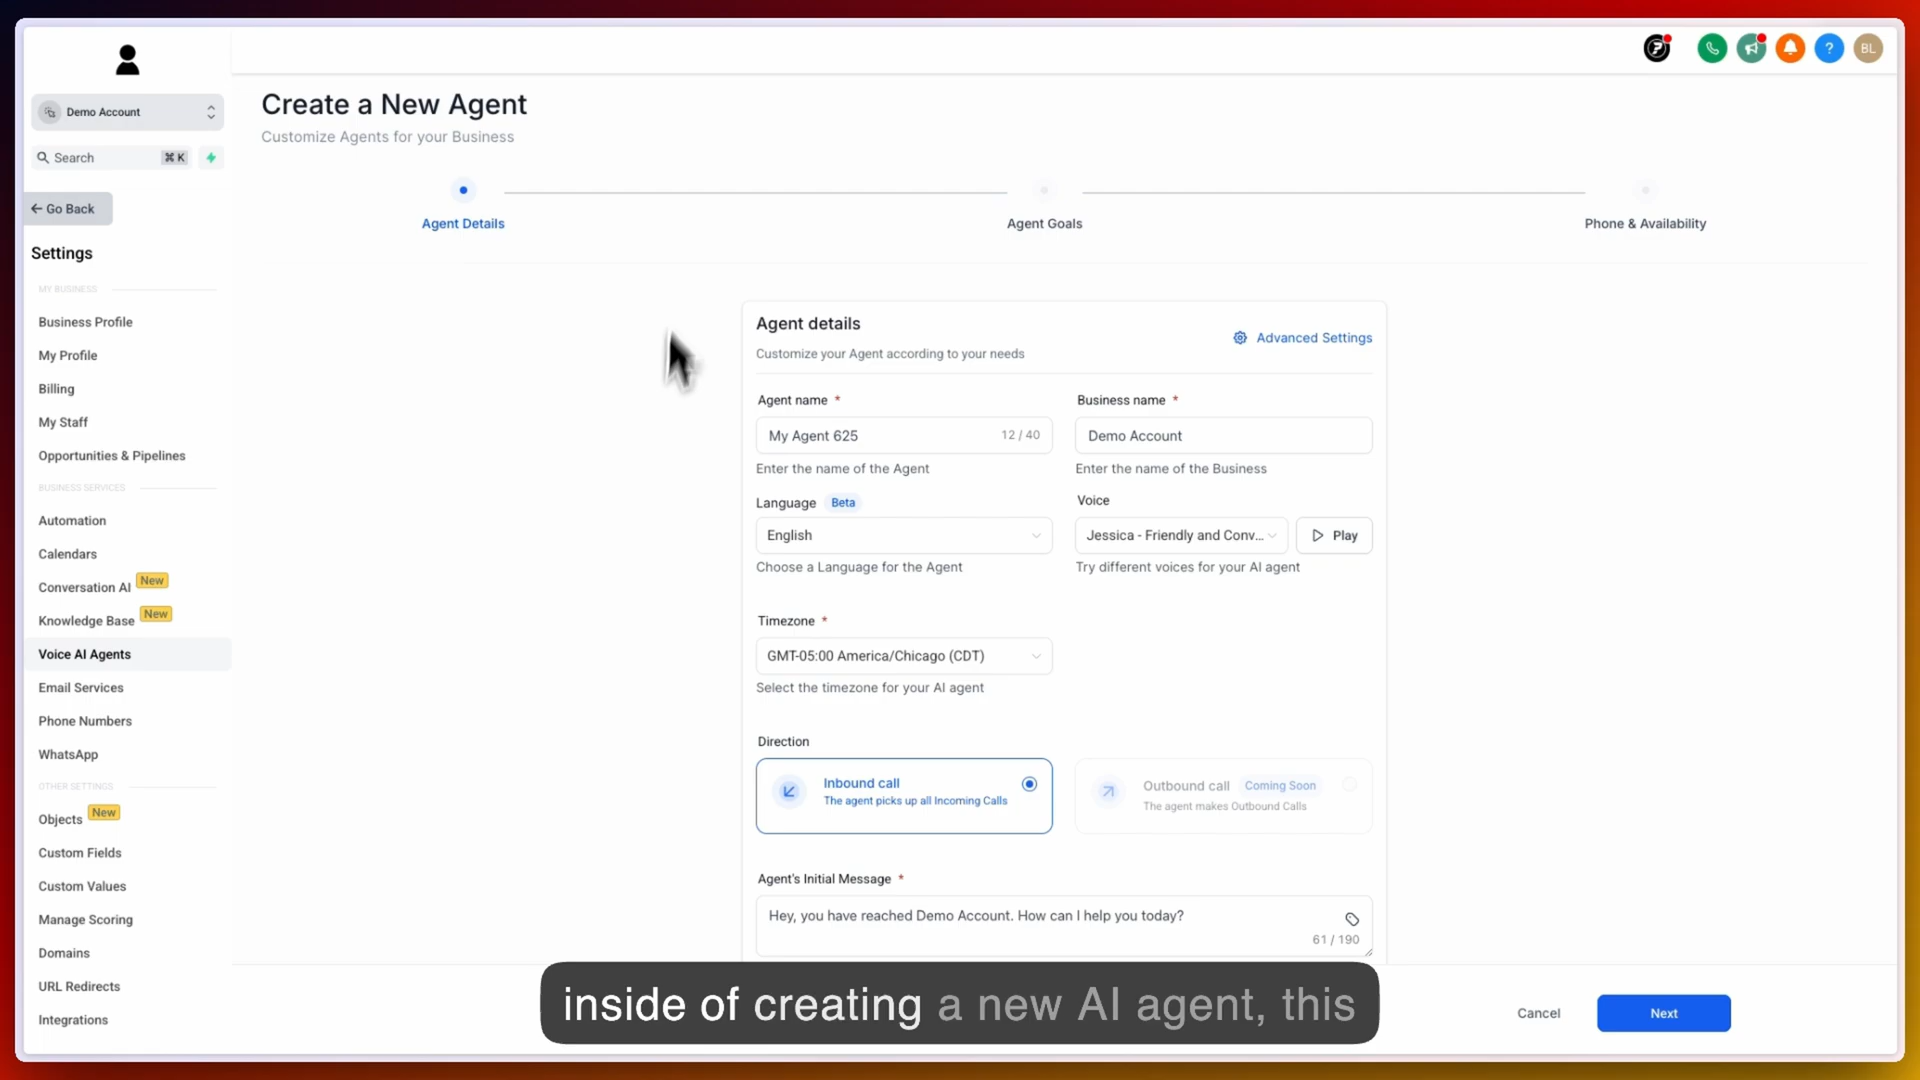 Demo Account
Search ⌘ K
Go Back
Settings
MY BUSINESS
Business Profile
My Profile
Billing
My Staff
Opportunities & Pipelines
BUSINESS SERVICES
Automation
Calendars
Conversation AI New
Knowledge Base New
Voice AI Agents
Email Services
Phone Numbers
WhatsApp
OTHER SETTINGS
Objects New
Custom Fields
Custom Values
Manage Scoring
Domains
URL Redirects
Integrations
? BL
Create a New Agent
Customize Agents for your Business
Agent Details
Agent Goals
Phone & Availability
Agent details
Advanced Settings
Customize your Agent according to your needs
Agent name *
Business name *
My Agent 625 12 / 40
Demo Account
Enter the name of the Agent
Enter the name of the Business
Language Beta
Voice
English
Jessica - Friendly and Conv...
Play
Choose a Language for the Agent
Try different voices for your AI agent
Timezone *
GMT-05:00 America/Chicago (CDT)
Select the timezone for your AI agent
Direction
Inbound call
The agent picks up all Incoming Calls
Outbound call Coming Soon
The agent makes Outbound Calls
Agent's Initial Message *
Hey, you have reached Demo Account. How can I help you today?
61 / 190
inside of creating a new AI agent, this
Cancel
Next